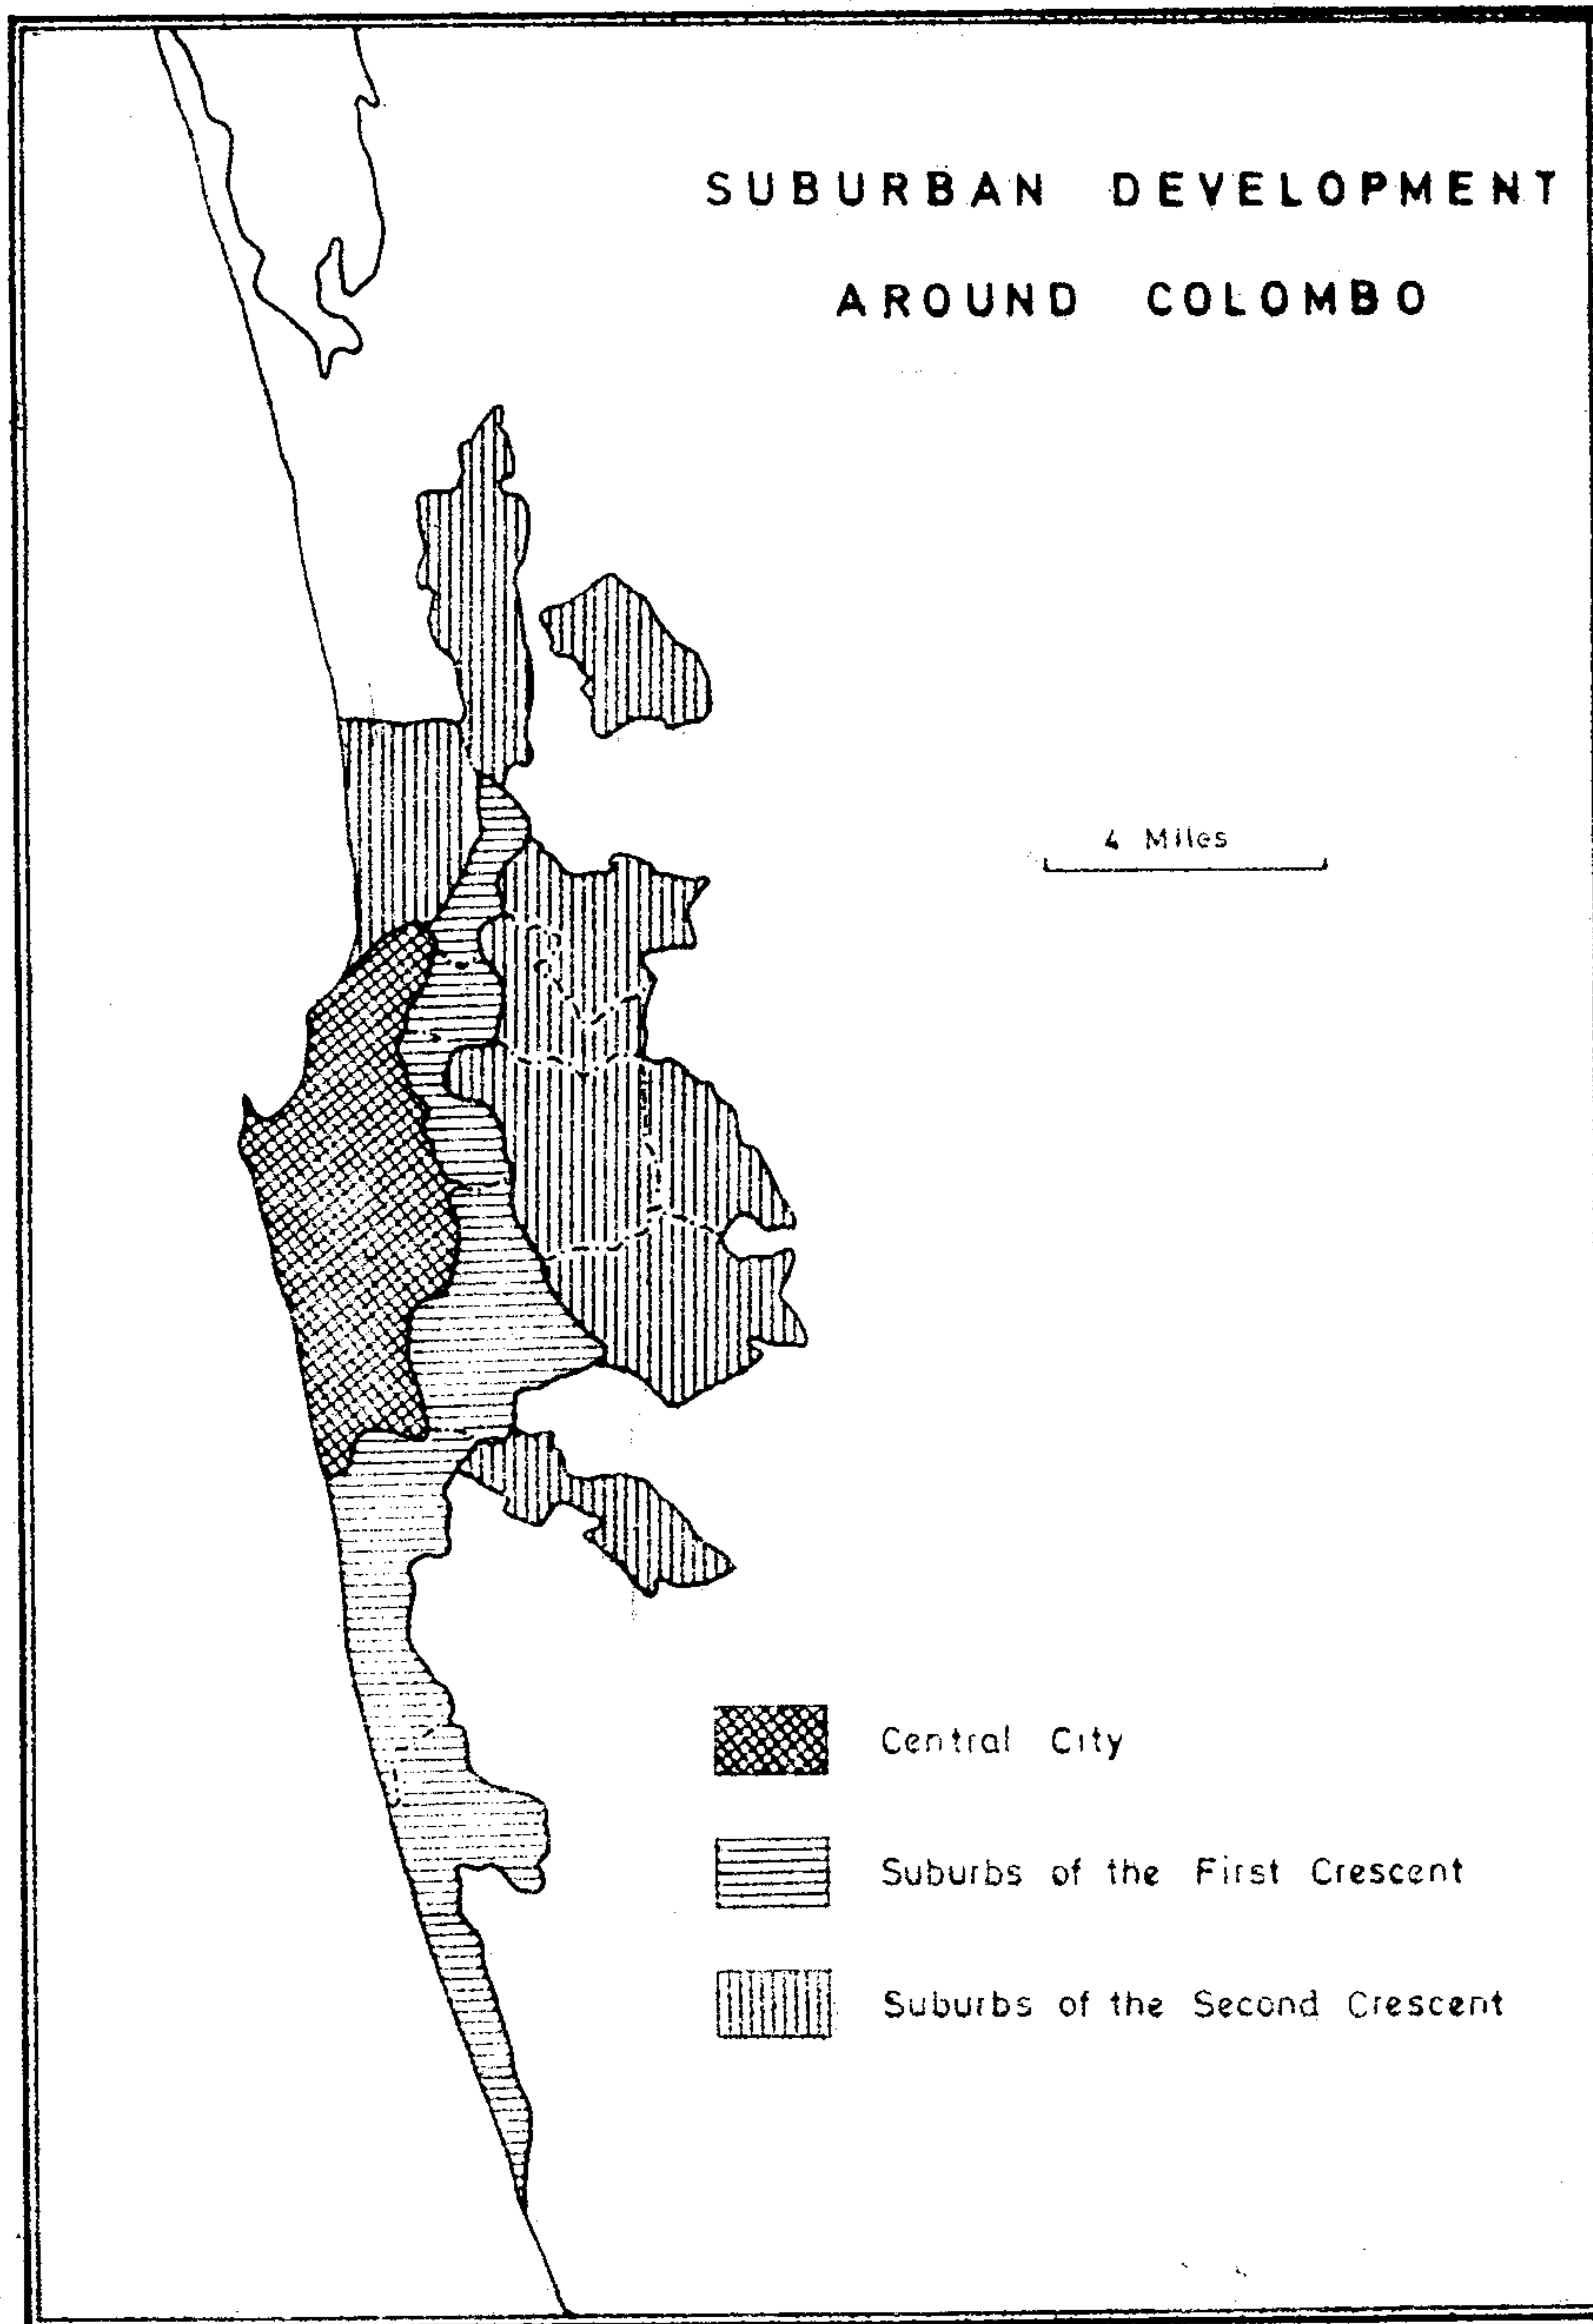 SUBURBAN DEVELOPMENT
AROUND COLOMBO
4 Miles
Central City
Suburbs of the First Crescent
Suburbs of the Second Crescent